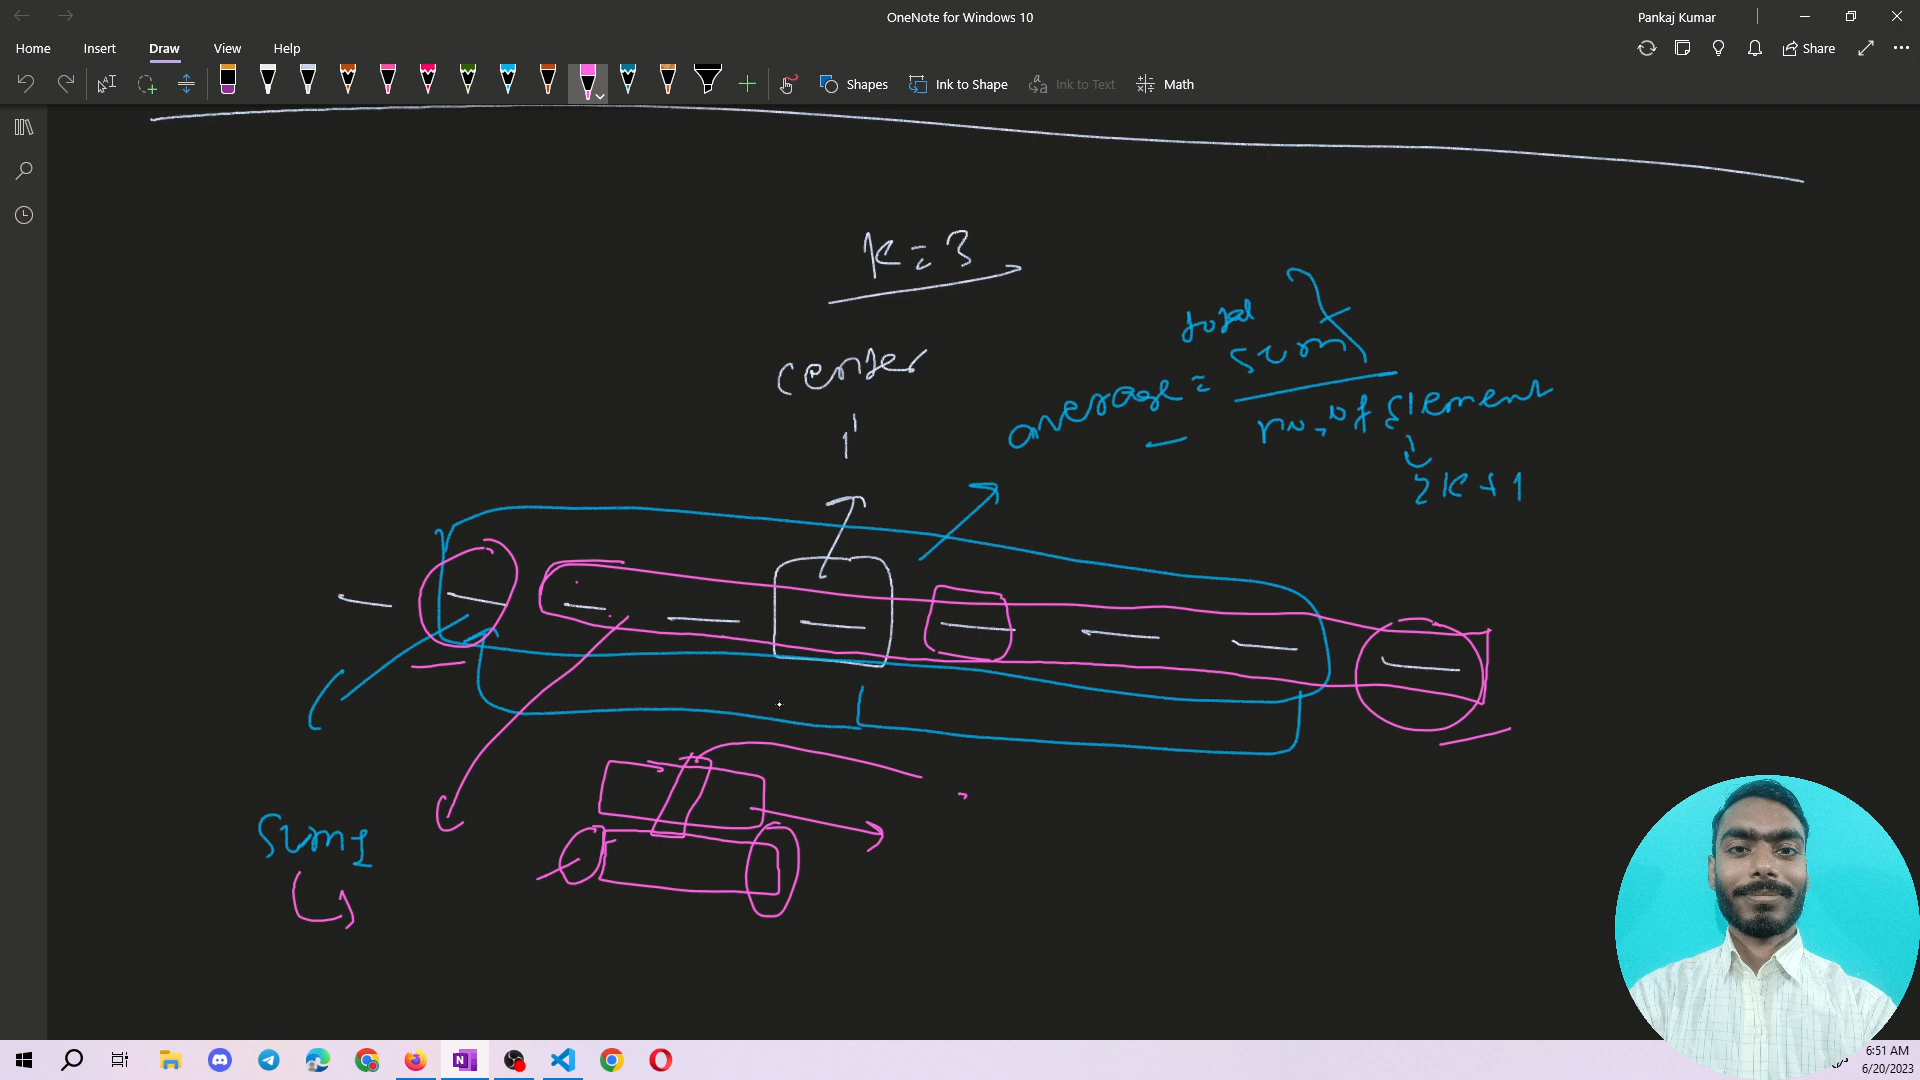 OneNote for Windows 10
Pankaj Kumar
Home Insert Draw View Help
Share
Shapes Ink to Shape Ink to Text Math
K=3
center
total
average = sum
no. of element
2K+1
Sum1
6:51 AM
6/20/2023